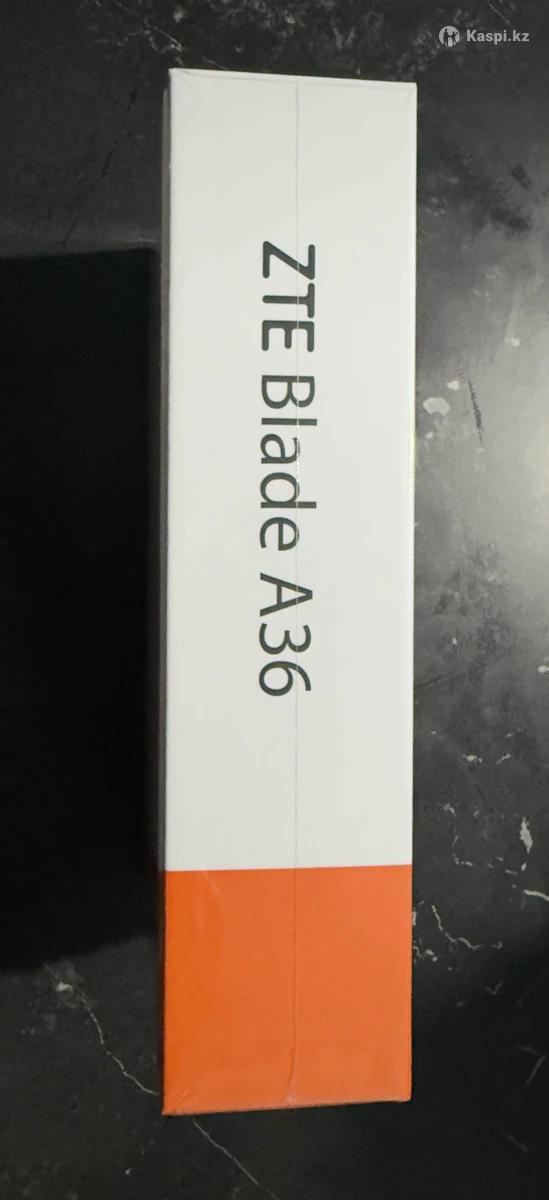 Kaspi.kz
ZTE Blade A36